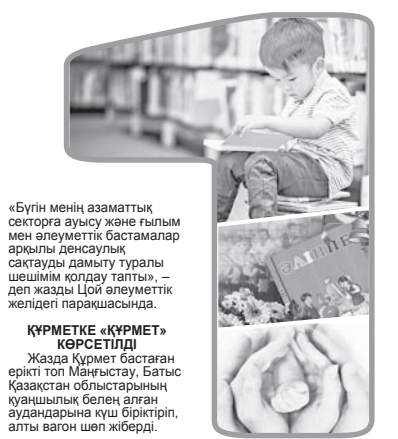 «Бүгін менің азаматтық
секторға ауысу және ғылым
мен әлеуметтік бастамалар
арқылы денсаулық
сақтауды дамыту туралы
шешімім қолдау тапты», –
деп жазды Цой әлеуметтік
желідегі парақшасында.
ҚҰРМЕТКЕ «ҚҰРМЕТ»
КӨРСЕТІЛДІ
Жазда Құрмет бастаған
ерікті топ Маңғыстау, Батыс
Қазақстан облыстарының
қуаңшылық белең алған
аудандарына күш біріктіріп,
алты вагон шөп жіберді.
ӘЛІППЕ